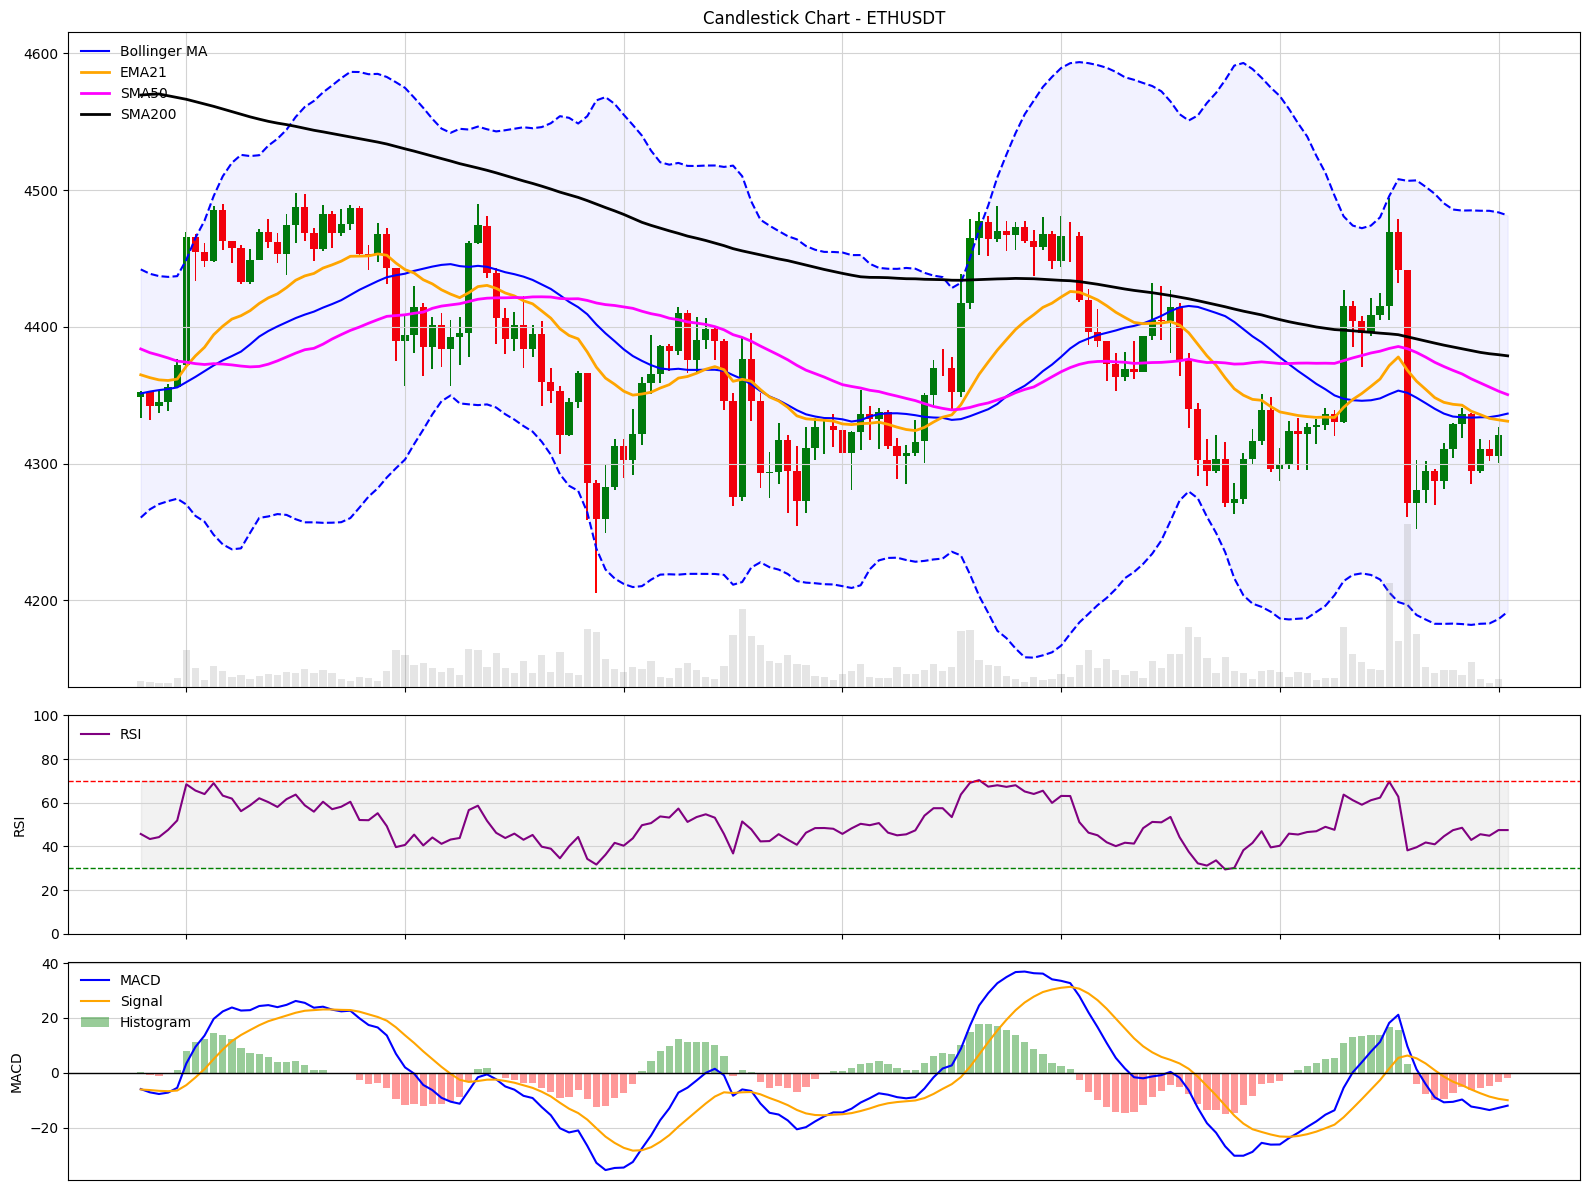 Candlestick Chart - ETHUSDT
Bollinger MA
EMA21
SMA50
SMA200
4600
4500
4400
4300
4200
RSI
100
80
60
40
20
0
RSI
MACD
Signal
Histogram
40
20
0
−20
MACD